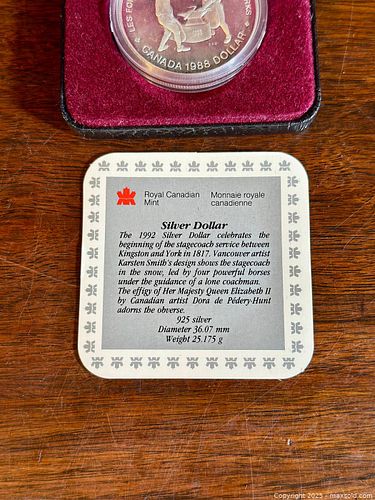 LES FO
CANADA 1988 DOLLAR
Royal Canadian Mint
Monnaie royale canadienne
Silver Dollar
The 1992 Silver Dollar celebrates the
beginning of the stagecoach service between
Kingston and York in 1817. Vancouver artist
Karsten Smith's design shows the stagecoach
in the snow, led by four powerful horses
under the guidance of a lone coachman.
The effigy of Her Majesty Queen Elizabeth II
by Canadian artist Dora de Pédery-Hunt
adorns the obverse.
925 silver
Diameter 36.07 mm
Weight 25.175 g
Copyright 2025 - maxsold.com